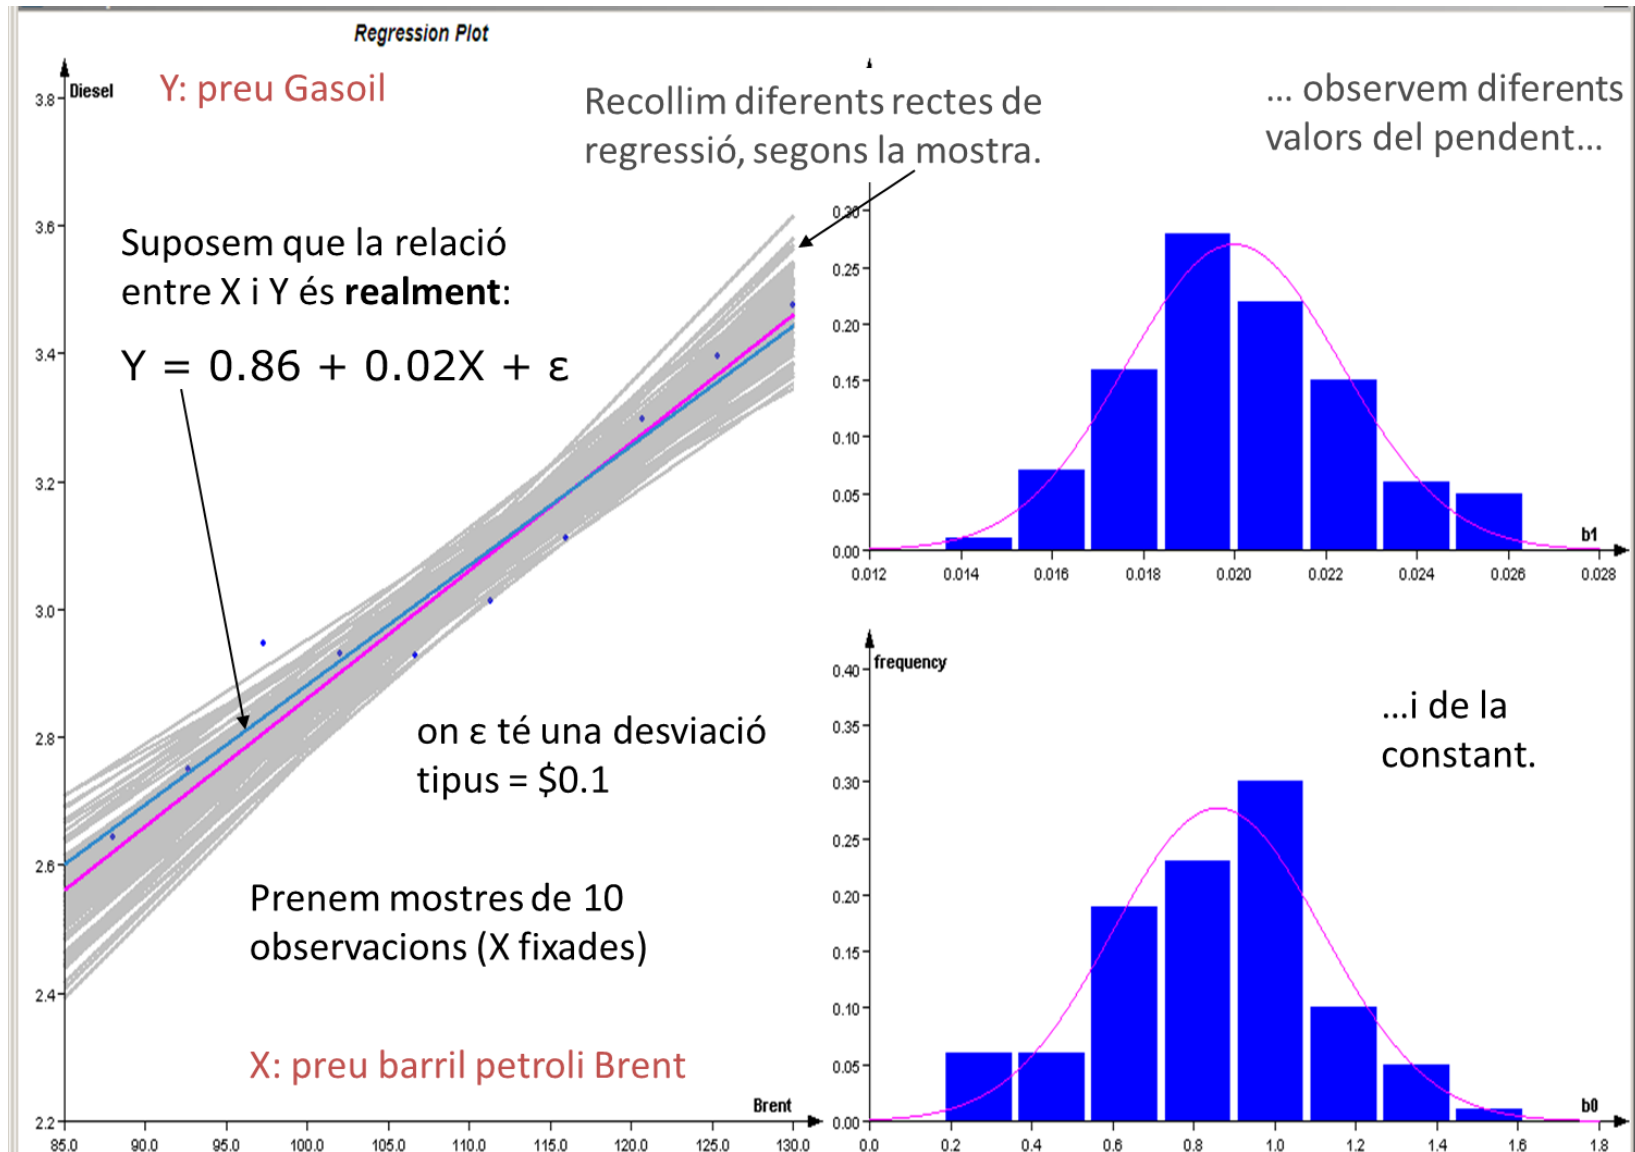 Regression Plot
Diesel
Y: preu Gasoil
Recollim diferents rectes de
regressió, segons la mostra.
... observem diferents
valors del pendent...
Suposem que la relació
entre X i Y és realment:
Y = 0.86 + 0.02X + ε
on ε té una desviació
tipus = $0.1
Prenem mostres de 10
observacions (X fixades)
X: preu barril petroli Brent
Brent
3.8
3.6
3.4
3.2
3.0
2.8
2.6
2.4
2.2
85.0 90.0 95.0 100.0 105.0 110.0 115.0 120.0 125.0 130.0
0.30
0.25
0.20
0.15
0.10
0.05
0.00
b1
0.012 0.014 0.016 0.018 0.020 0.022 0.024 0.026 0.028
frequency
...i de la
constant.
0.40
0.35
0.30
0.25
0.20
0.15
0.10
0.05
0.00
b0
0.0 0.2 0.4 0.6 0.8 1.0 1.2 1.4 1.6 1.8